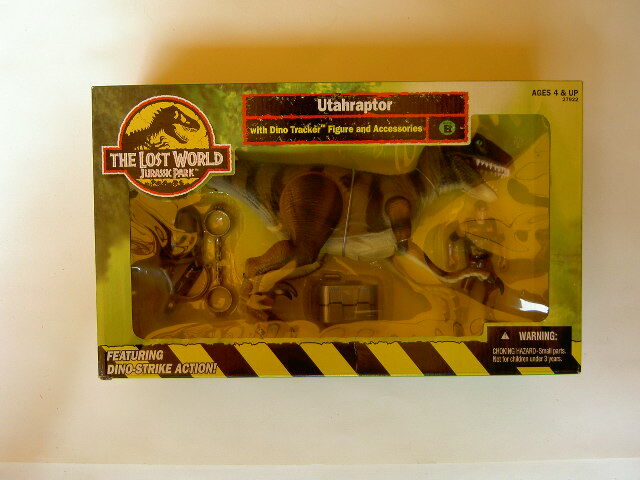 THE LOST WORLD
JURASSIC PARK
Utahraptor
with Dino Tracker™ Figure and Accessories
AGES 4 & UP
27922
FEATURING
DINO-STRIKE ACTION!
WARNING:
CHOKING HAZARD-Small parts.
Not for children under 3 years.